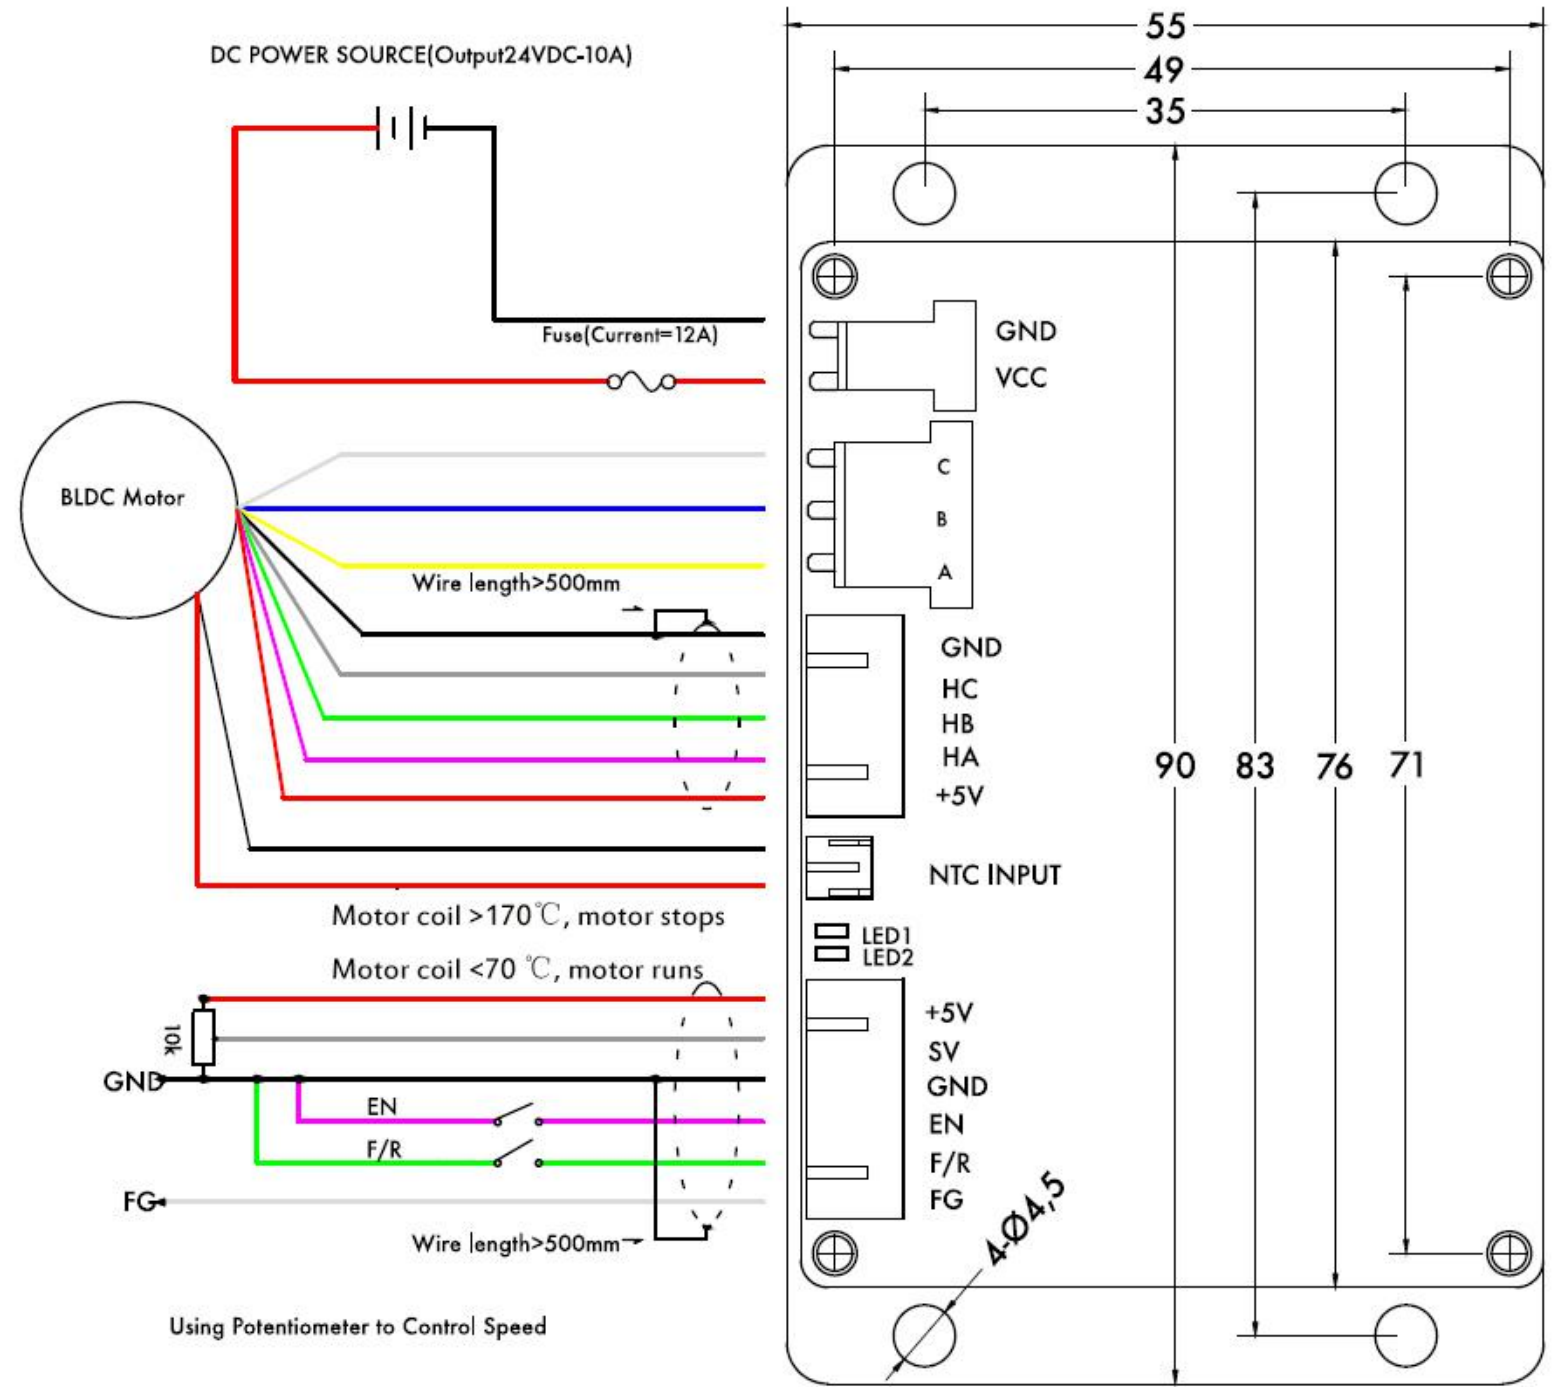 55
DC POWER SOURCE(Output24VDC-10A)
49
35
Fuse(Current=12A)
GND
VCC
BLDC Motor
C
B
A
Wire length>500mm
GND
HC
HB
HA
+5V
90
83
76
71
NTC INPUT
Motor coil >170℃, motor stops
LED1
LED2
Motor coil <70 ℃, motor runs
10k
+5V
SV
GND
GND
EN
EN
F/R
F/R
FG
FG
4-Ø4,5
Wire length>500mm
Using Potentiometer to Control Speed